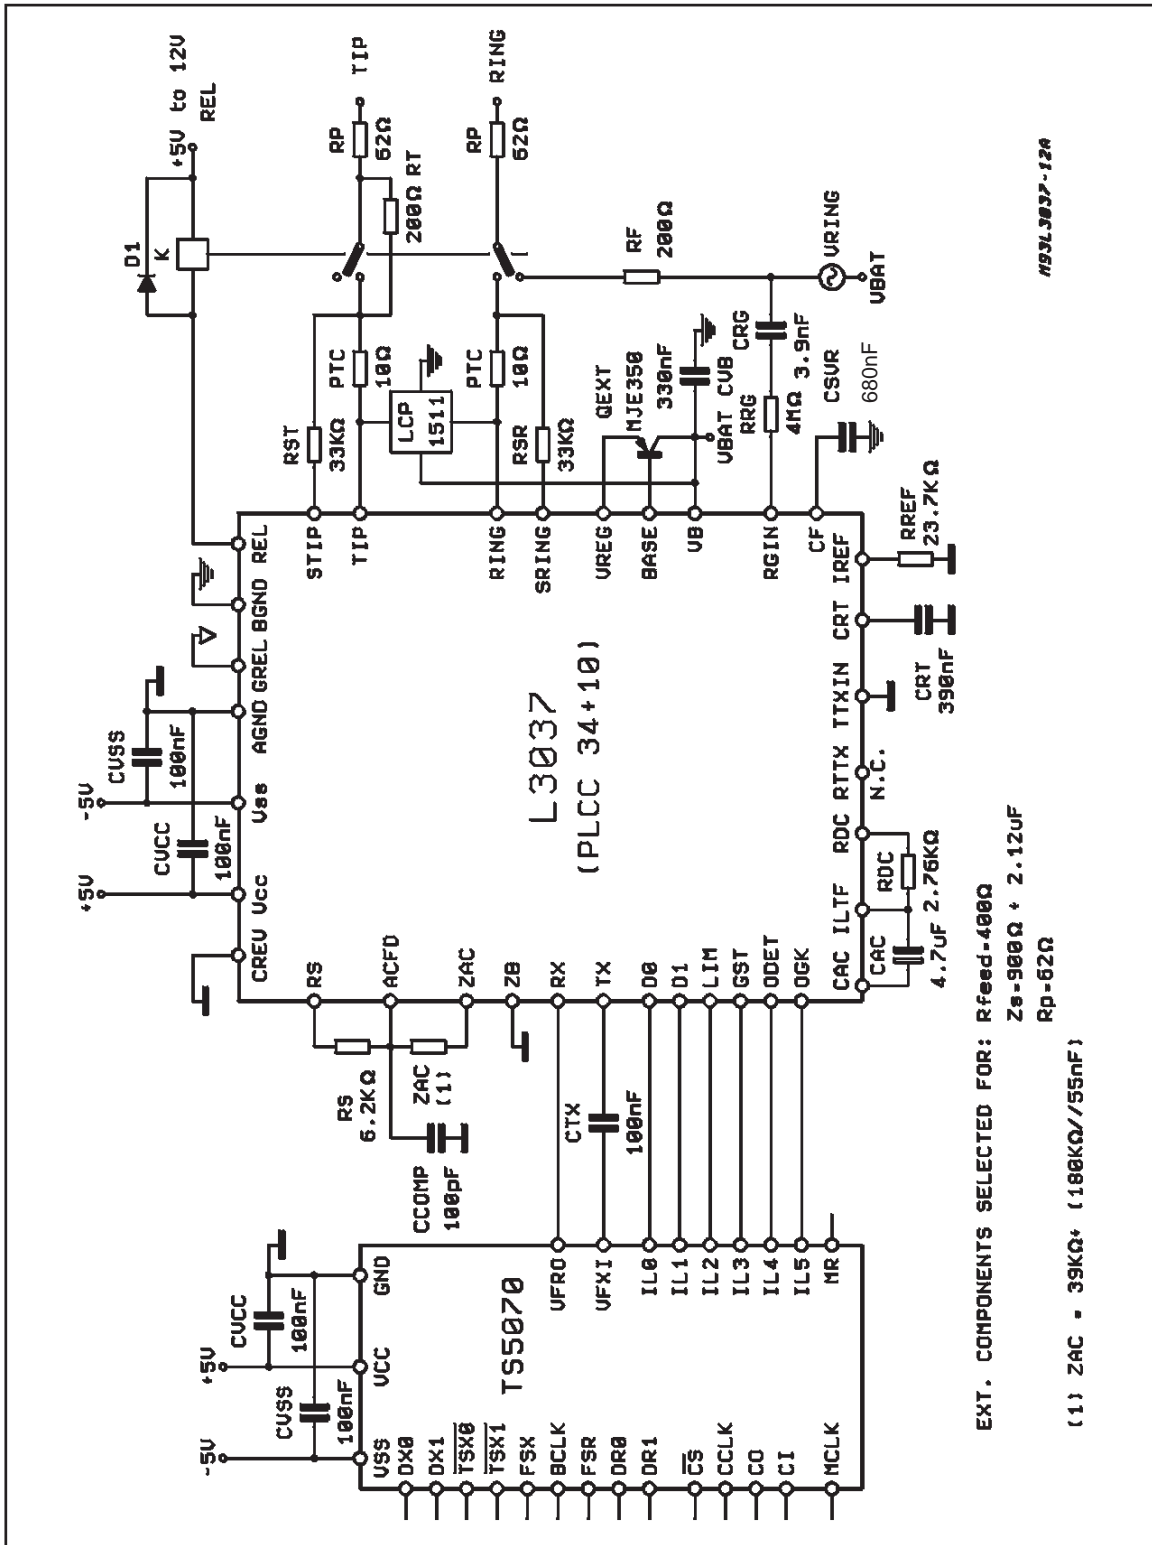 -5V
+5V
CVSS
100nF
CVCC
100nF
VSS
VCC
GND
DX0
DX1
TSX0
TSX1
FSX
BCLK
FSR
DR0
DR1
CS
CCLK
CO
CI
MCLK
TS5070
VFRO
VFXI
IL0
IL1
IL2
IL3
IL4
IL5
MR
CCOMP
100pF
RS
6.2KΩ
ZAC
(1)
CTX
100nF
+5V
-5V
CVCC
100nF
CVSS
100nF
CREV
Vcc
Vss
AGND
GREL
BGND
REL
RS
ACFD
ZAC
ZB
RX
TX
D0
D1
LIM
GST
ODET
OGK
L3037
(PLCC 34+10)
STIP
TIP
RING
SRING
VREG
BASE
VB
RGIN
CF
CAC
ILTF
RDC
RTTX
TTXIN
CRT
IREF
CAC
4.7uF
RDC
2.76KΩ
N.C.
CRT
390nF
RREF
23.7KΩ
D1
K
+5V to 12V
REL
RST
33KΩ
PTC
10Ω
LCP
1511
PTC
10Ω
RSR
33KΩ
RP
62Ω
TIP
200Ω RT
RP
62Ω
RING
QEXT
MJE350
330nF
VBAT CVB
RF
200Ω
RRG
4MΩ
CRG
3.9nF
VRING
VBAT
CSVR
680nF
M93L3037-12A
EXT. COMPONENTS SELECTED FOR: Rfeed=400Ω
Zs=900Ω + 2.12uF
Rp=62Ω
(1) ZAC = 39KΩ+ (180KΩ//55nF)